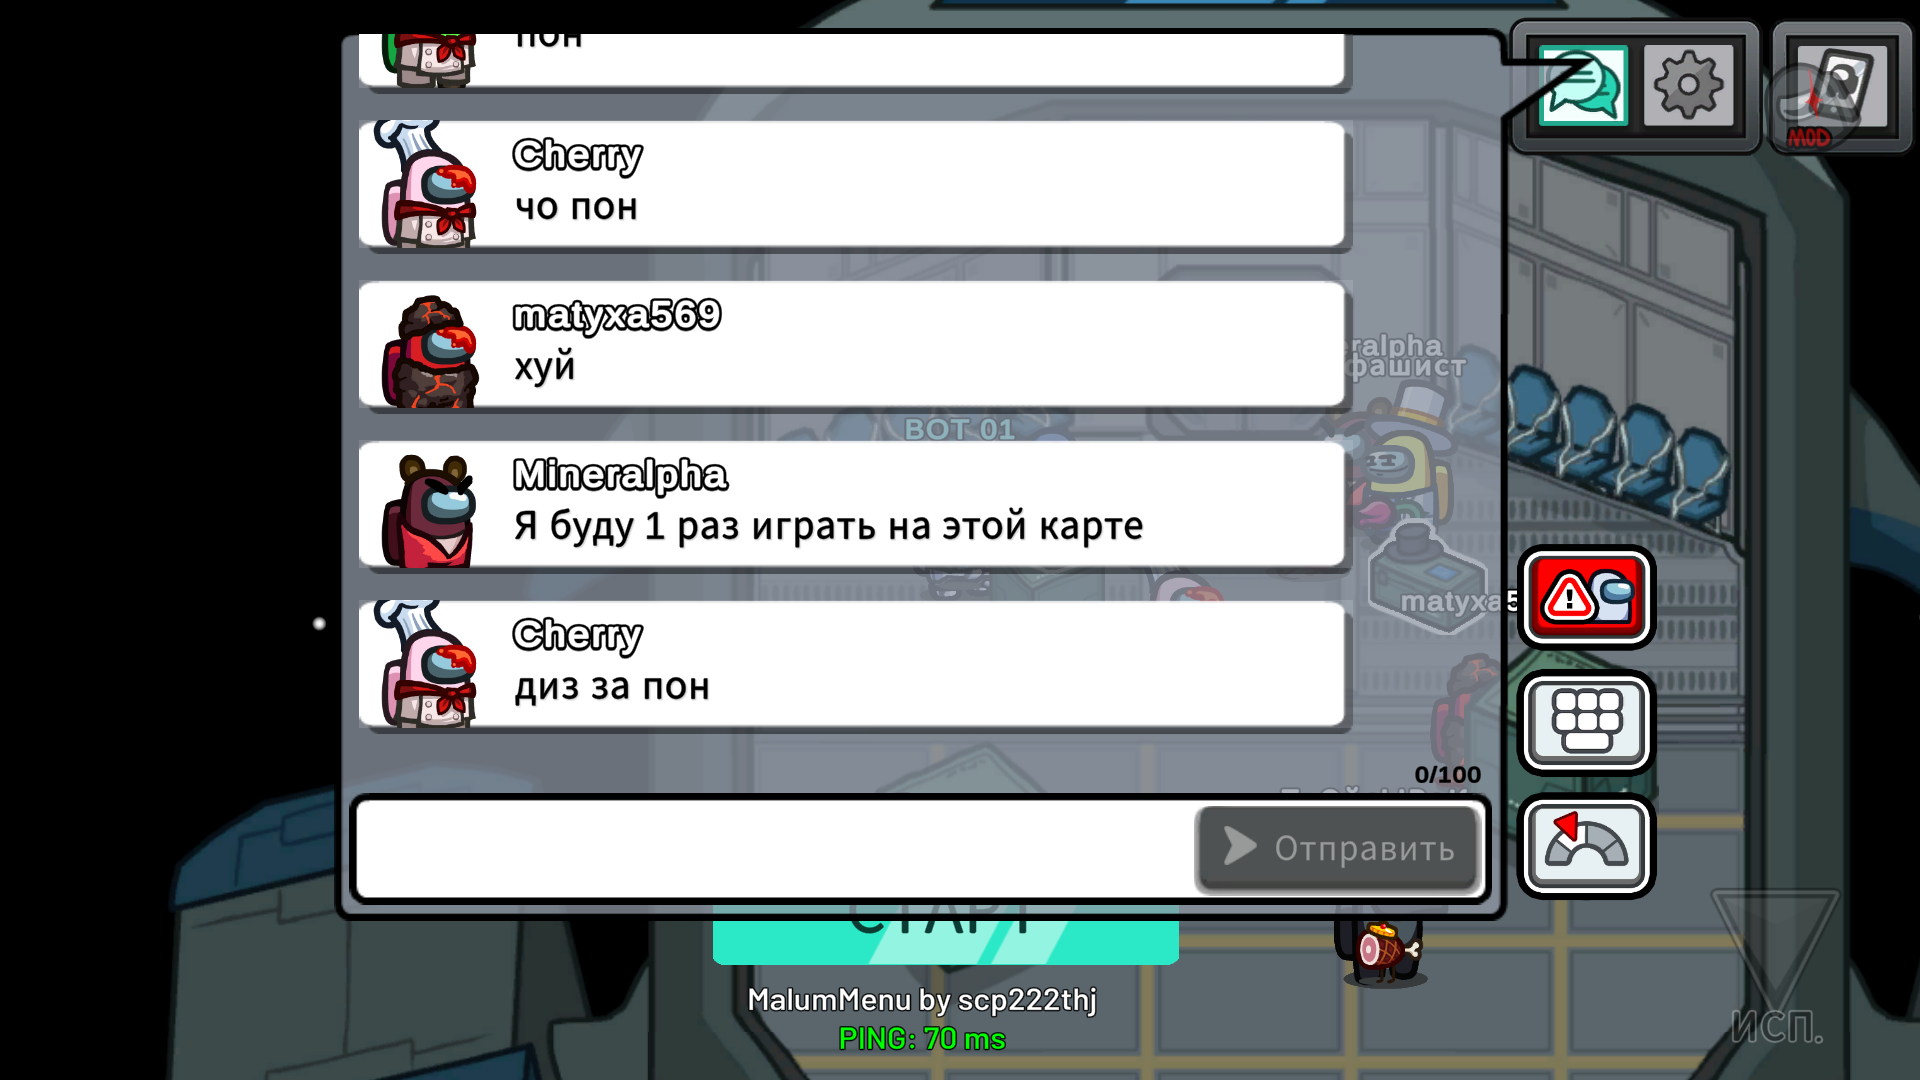 пон
MOD
Cherry
чо пон
matyxa569
хуй
Mineralpha
Я буду 1 раз играть на этой карте
eralpha
фашист
BOT 01
matyxa5
Cherry
диз за пон
0/100
Отправить
СТАРТ
MalumMenu by scp222thj
PING: 70 ms
ИСП.